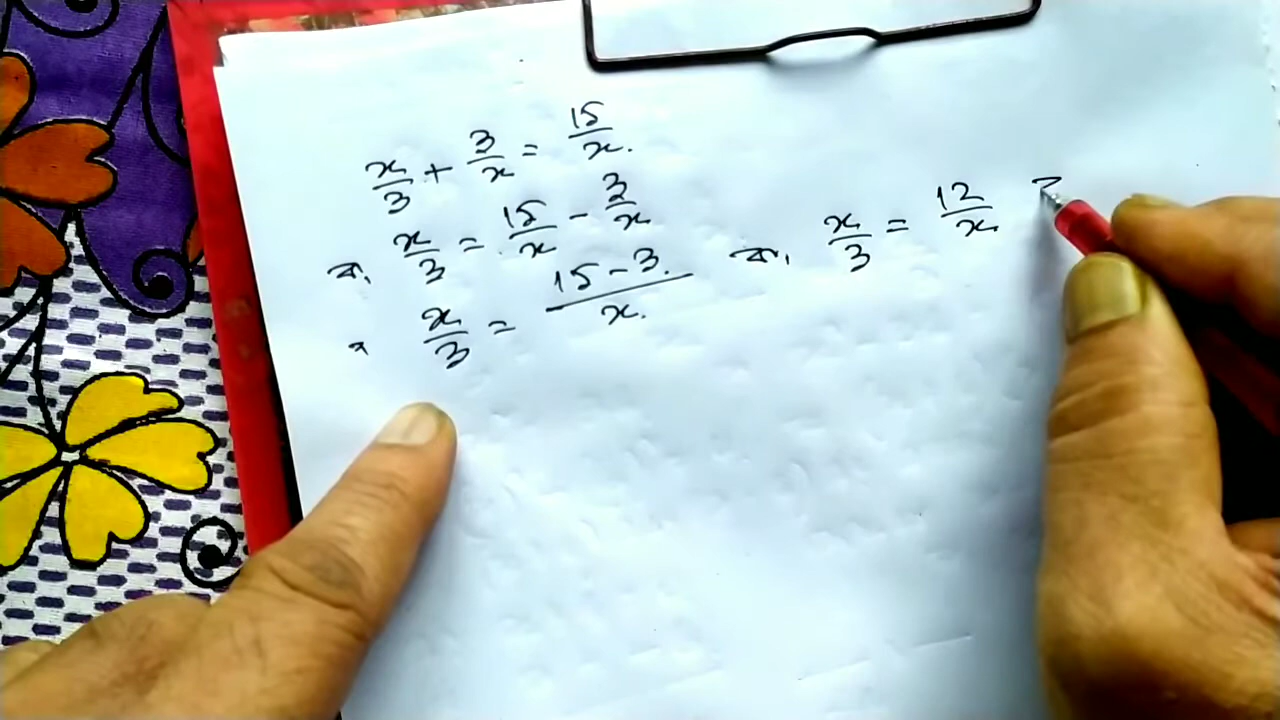 x/3 + 3/x = 15/x.
বা, x/3 = 15/x - 3/x
" x/3 = 15-3./x.
বা, x/3 = 12/x